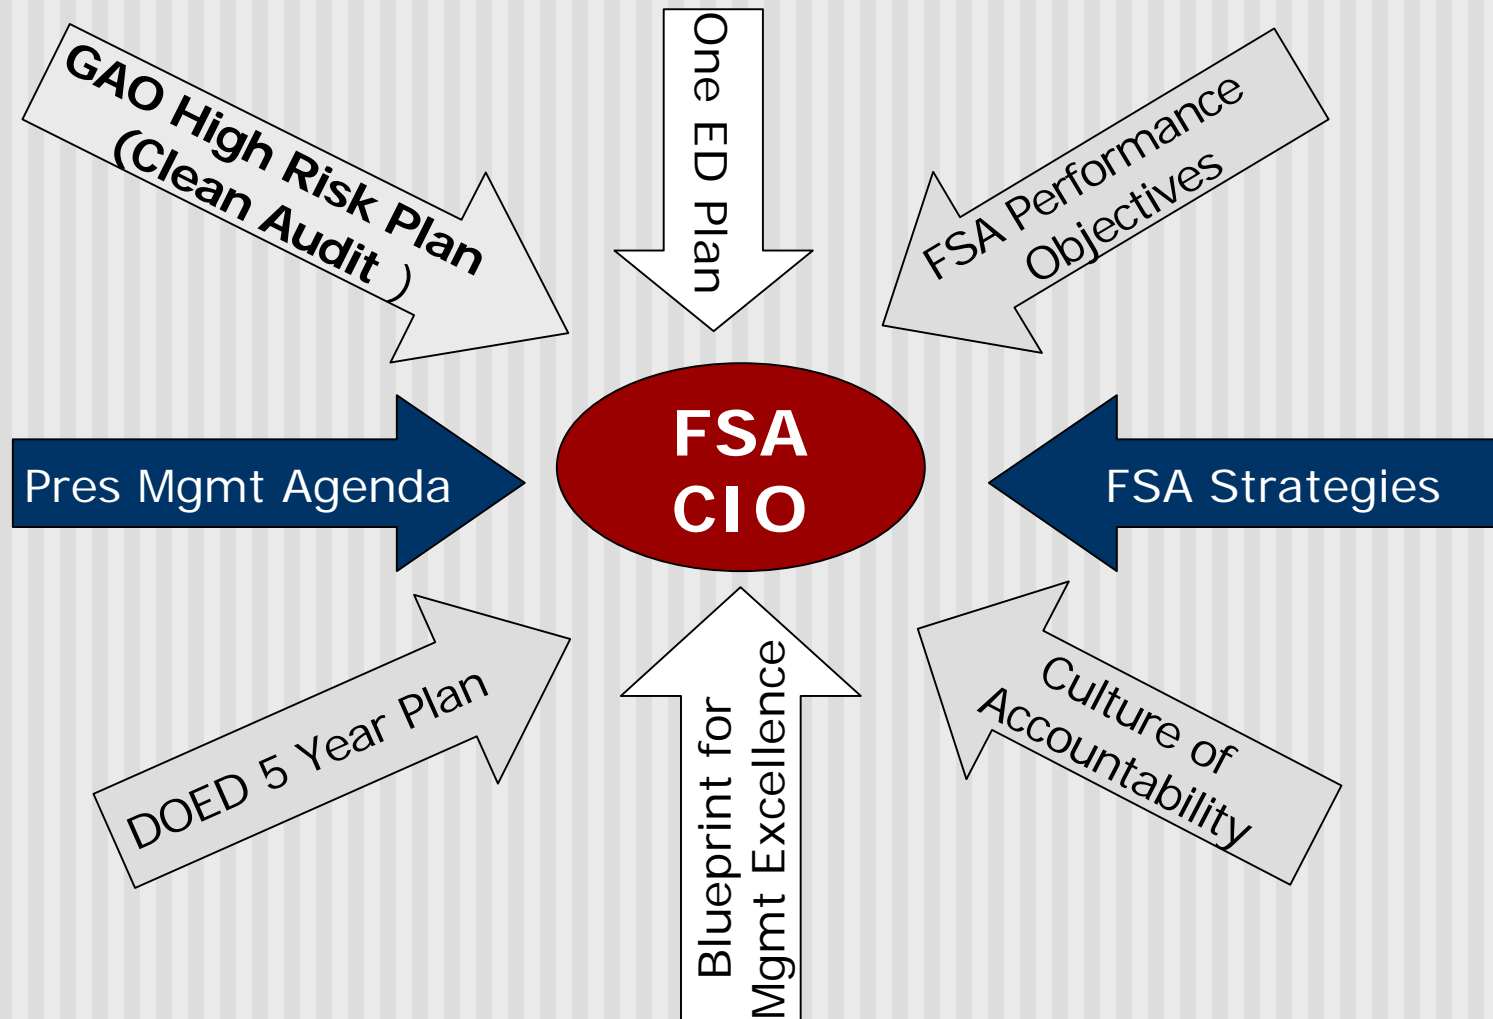 GAO High Risk Plan
(Clean Audit )
One ED Plan
FSA Performance
Objectives
Pres Mgmt Agenda
FSA
CIO
FSA Strategies
DOED 5 Year Plan
Blueprint for
Mgmt Excellence
Culture of
Accountability